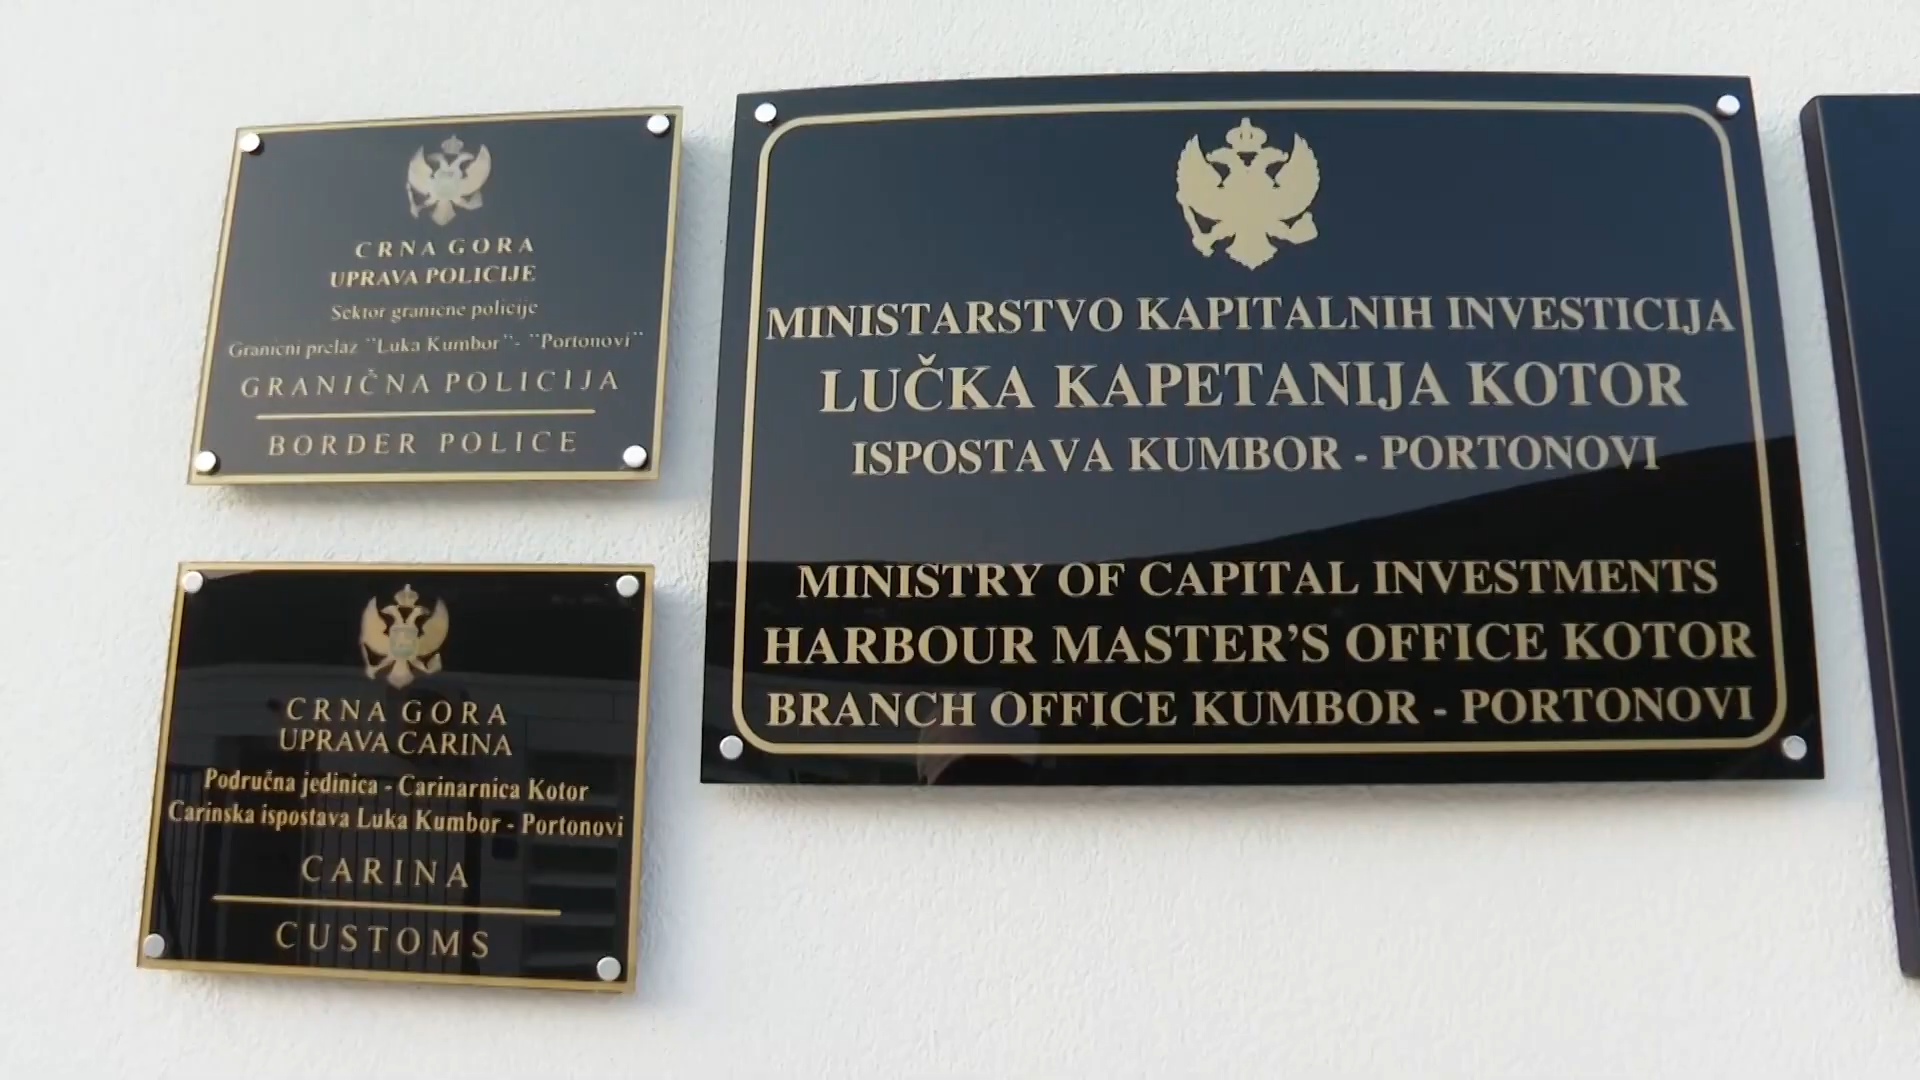 CRNA GORA
UPRAVA POLICIJE
Sektor granične policije
Granični prelaz "Luka Kumbor"- "Portonovi"
GRANIČNA POLICIJA
BORDER POLICE
CRNA GORA
UPRAVA CARINA
Područna jedinica - Carinarnica Kotor
Carinska ispostava Luka Kumbor - Portonovi
CARINA
CUSTOMS
MINISTARSTVO KAPITALNIH INVESTICIJA
LUČKA KAPETANIJA KOTOR
ISPOSTAVA KUMBOR - PORTONOVI
MINISTRY OF CAPITAL INVESTMENTS
HARBOUR MASTER'S OFFICE KOTOR
BRANCH OFFICE KUMBOR - PORTONOVI